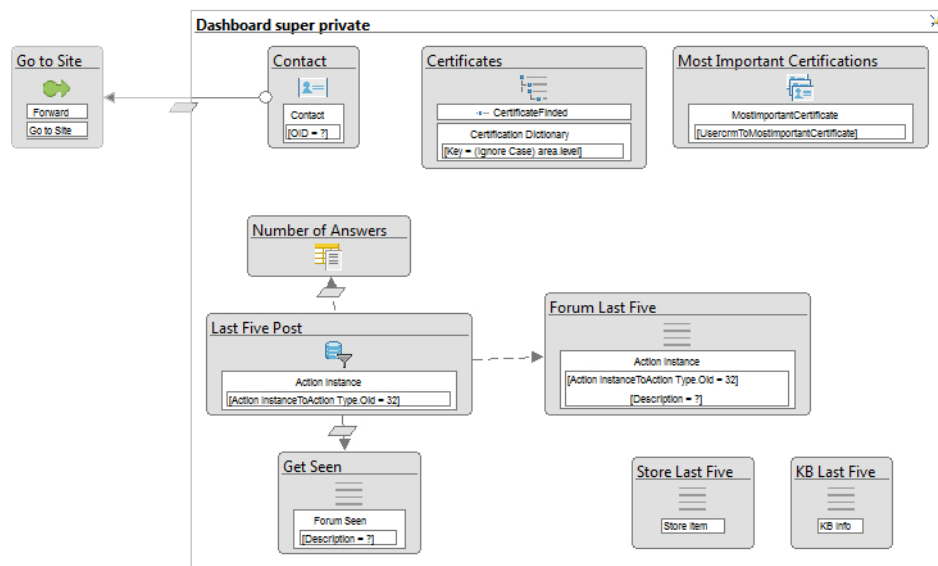 Dashboard super private
Go to Site
Forward
Go to Site
Contact
Contact
[OID = ?]
Certificates
CertificateFinded
Certification Dictionary
[Key = (Ignore Case) area.level]
Most Important Certifications
MostImportantCertificate
[UsercrmToMostImportantCertificate]
Number of Answers
Last Five Post
Action Instance
[Action InstanceToAction Type.Oid = 32]
Forum Last Five
Action Instance
[Action InstanceToAction Type.Oid = 32]
[Description = ?]
Get Seen
Forum Seen
[Description = ?]
Store Last Five
Store Item
KB Last Five
KB Info